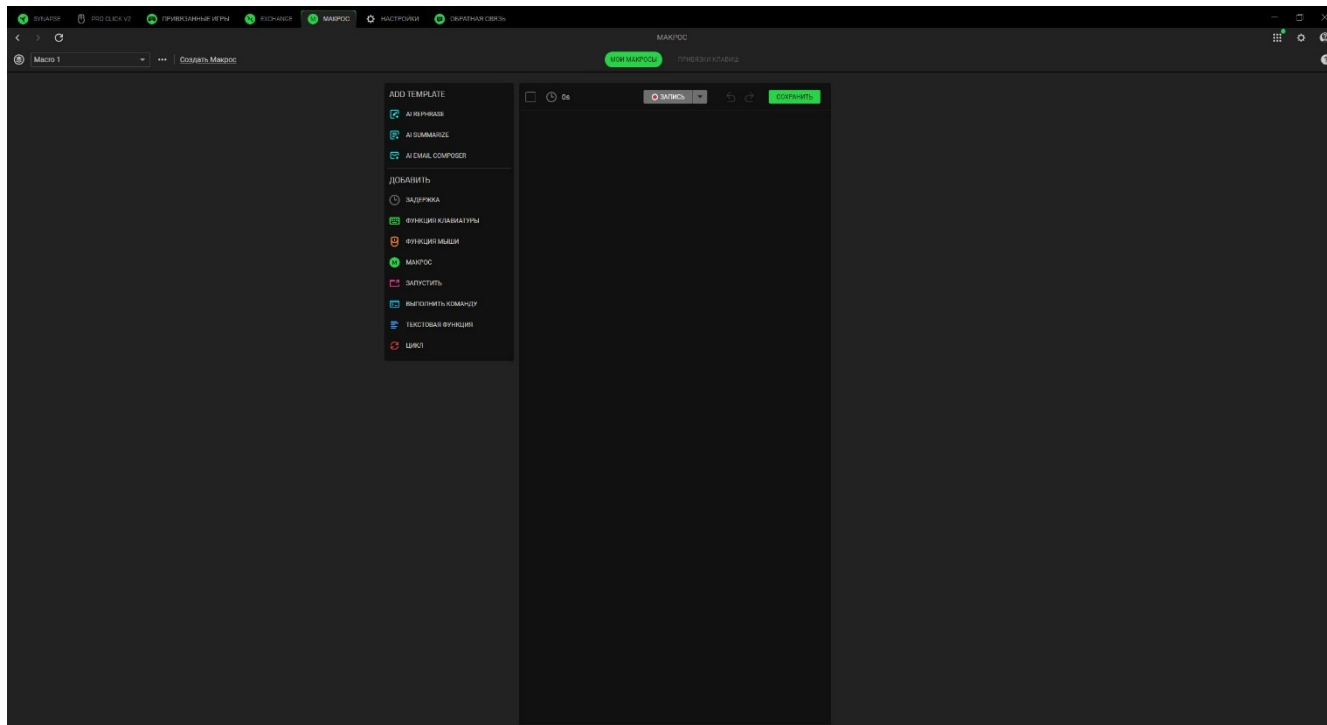 SYNAPSE PRO CLICK V2 ПРИВЯЗАННЫЕ ИГРЫ EXCHANGE МАКРОС НАСТРОЙКИ ОБРАТНАЯ СВЯЗЬ
МАКРОС
Macro 1 ••• Создать Макрос МОИ МАКРОСЫ ПРИВЯЗКИ КЛАВИШ
ADD TEMPLATE
AI REPHRASE
AI SUMMARIZE
AI EMAIL COMPOSER
ДОБАВИТЬ
ЗАДЕРЖКА
ФУНКЦИЯ КЛАВИАТУРЫ
ФУНКЦИЯ МЫШИ
МАКРОС
ЗАПУСТИТЬ
ВЫПОЛНИТЬ КОМАНДУ
ТЕКСТОВАЯ ФУНКЦИЯ
ЦИКЛ
0s ЗАПИСЬ СОХРАНИТЬ